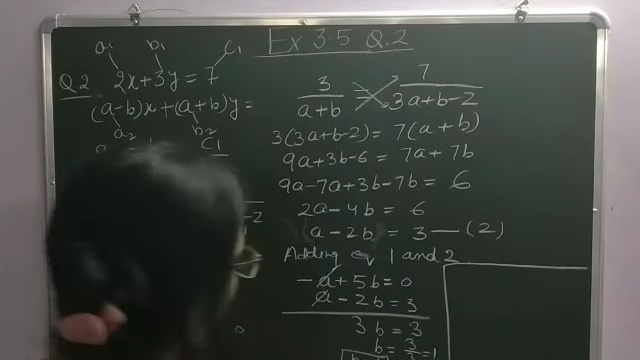 Ex 3.5 Q.2
a₁ b₁ c₁
Q.2 2x+3y = 7
(a-b)x+(a+b)y =
a₂ b₂ C1
3/(a+b) = 7/(3a+b-2)
3(3a+b-2) = 7(a+b)
9a+3b-6 = 7a+7b
9a-7a+3b-7b = 6
2a-4b = 6
a-2b = 3 — (2)
Adding eq 1 and 2
-a+5b=0
a-2b=3
3b=3
b=3/3=1